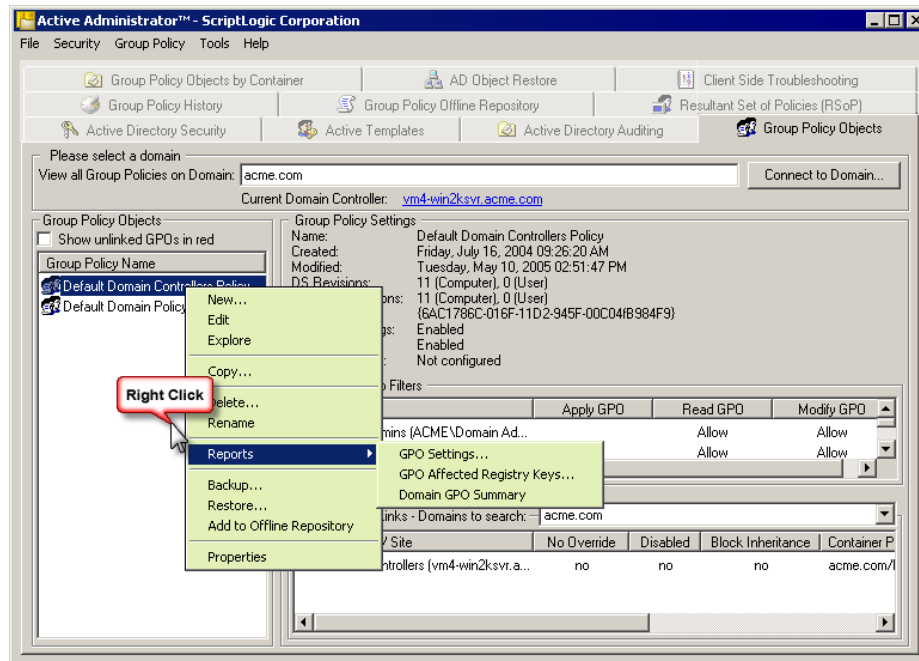 Active Administrator™ - ScriptLogic Corporation
File Security Group Policy Tools Help
Group Policy Objects by Container
AD Object Restore
Client Side Troubleshooting
Group Policy History
Group Policy Offline Repository
Resultant Set of Policies (RSoP)
Active Directory Security
Active Templates
Active Directory Auditing
Group Policy Objects
Please select a domain
View all Group Policies on Domain: acme.com
Connect to Domain...
Current Domain Controller: vm4-win2ksvr.acme.com
Group Policy Objects
Show unlinked GPOs in red
Group Policy Name
Default Domain Controllers Policy
Default Domain Policy
New...
Edit
Explore
Copy...
Delete...
Rename
Reports
Backup...
Restore...
Add to Offline Repository
Properties
Right Click
GPO Settings...
GPO Affected Registry Keys...
Domain GPO Summary
Group Policy Settings
Name: Default Domain Controllers Policy
Created: Friday, July 16, 2004 09:26:20 AM
Modified: Tuesday, May 10, 2005 02:51:47 PM
DS Revisions: 11 (Computer), 0 (User)
ons: 11 (Computer), 0 (User)
{6AC1786C-016F-11D2-945F-00C04fB984F9}
gs: Enabled
Enabled
Not configured
Filters
Apply GPO Read GPO Modify GPO
mins (ACME\Domain Ad... Allow Allow
Allow Allow
Links - Domains to search: acme.com
/ Site No Override Disabled Block Inheritance Container P
ntrollers (vm4-win2ksvr.a... no no no acme.com/